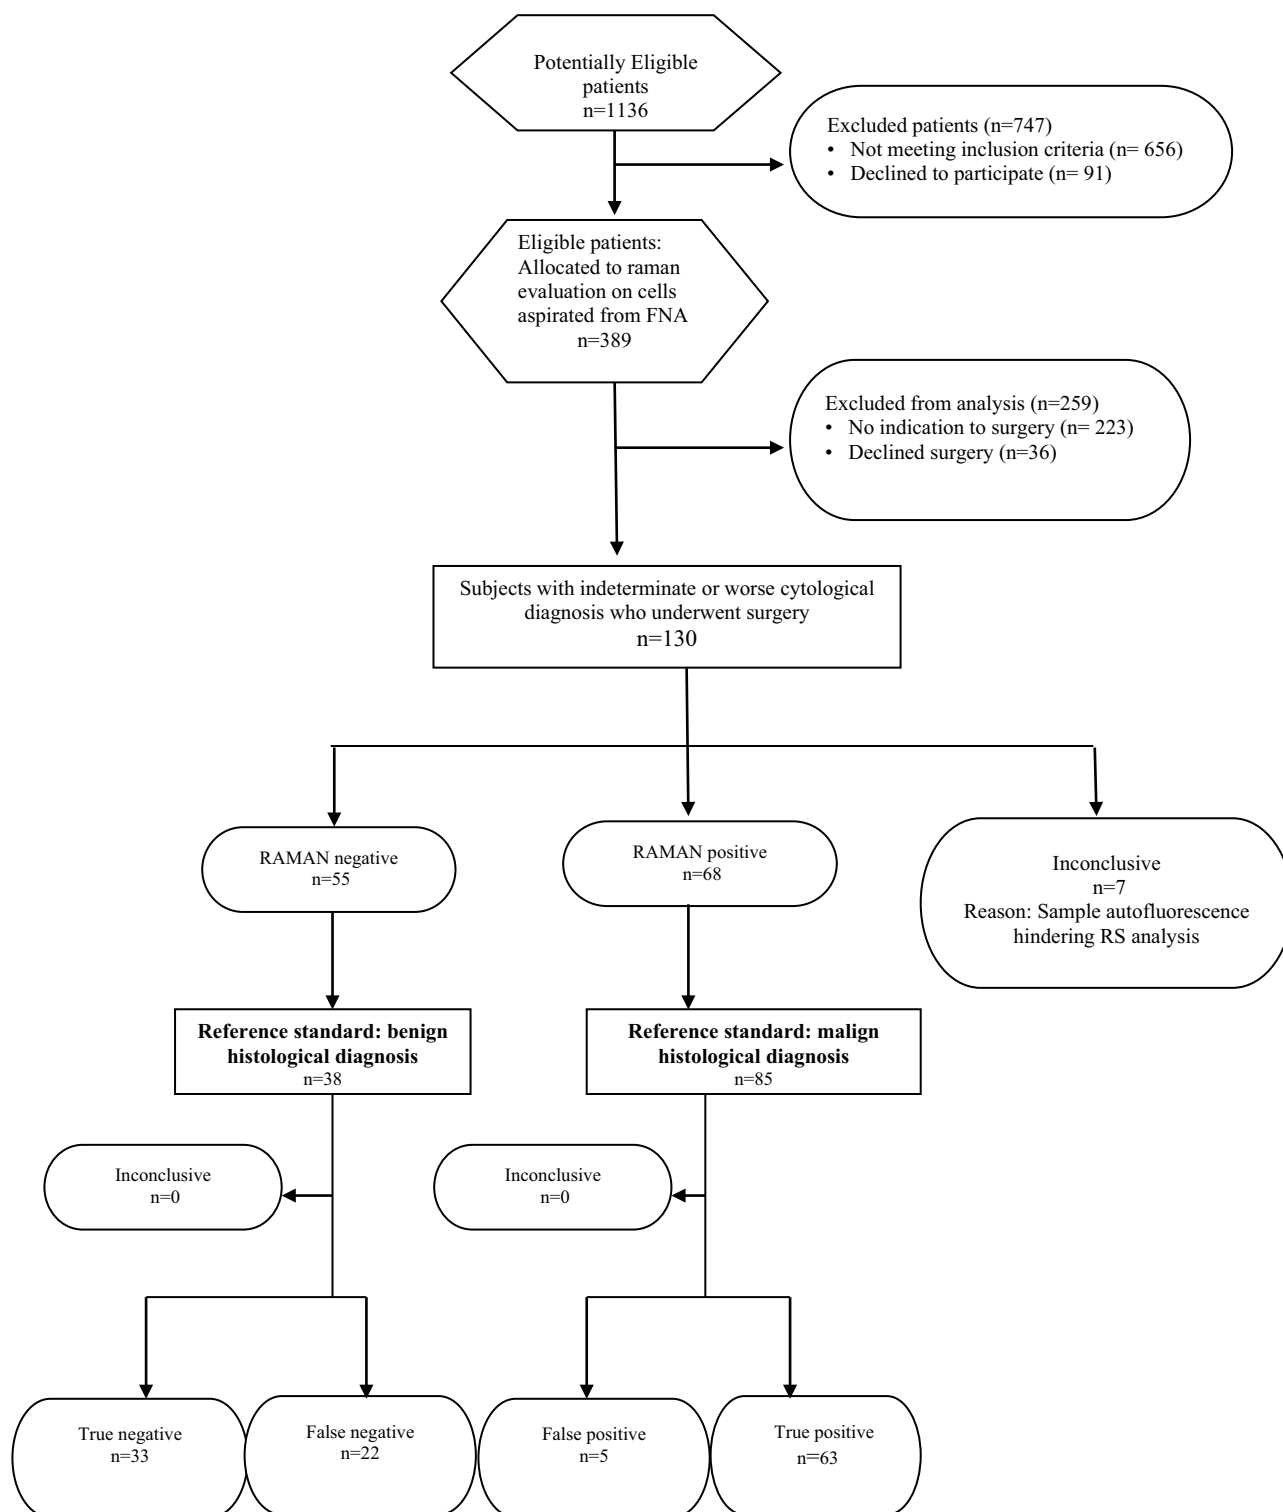 Potentially Eligible
patients
n=1136
Excluded patients (n=747)
• Not meeting inclusion criteria (n= 656)
• Declined to participate (n= 91)
Eligible patients:
Allocated to raman
evaluation on cells
aspirated from FNA
n=389
Excluded from analysis (n=259)
• No indication to surgery (n= 223)
• Declined surgery (n=36)
Subjects with indeterminate or worse cytological
diagnosis who underwent surgery
n=130
RAMAN negative
n=55
RAMAN positive
n=68
Inconclusive
n=7
Reason: Sample autofluorescence
hindering RS analysis
Reference standard: benign
histological diagnosis
n=38
Reference standard: malign
histological diagnosis
n=85
Inconclusive
n=0
Inconclusive
n=0
True negative
n=33
False negative
n=22
False positive
n=5
True positive
n=63